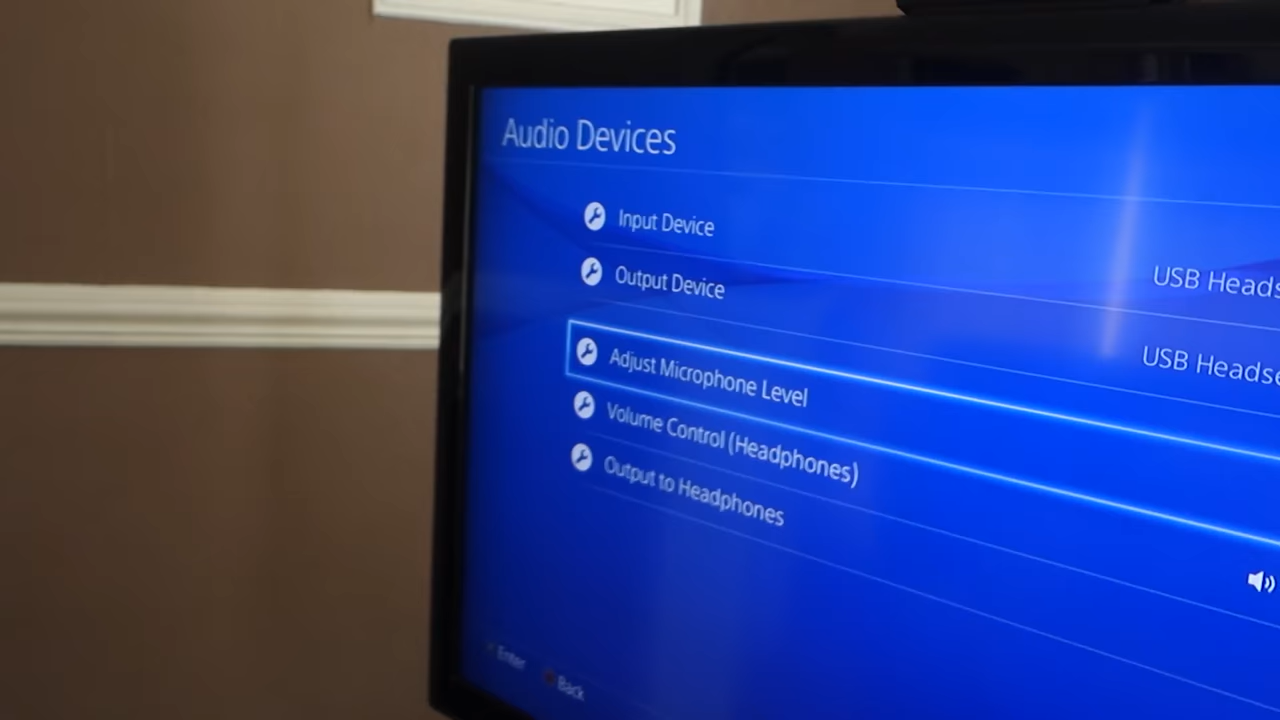 Audio Devices
Input Device
USB Heads
Output Device
USB Headse
Adjust Microphone Level
Volume Control (Headphones)
Output to Headphones
Enter
Back